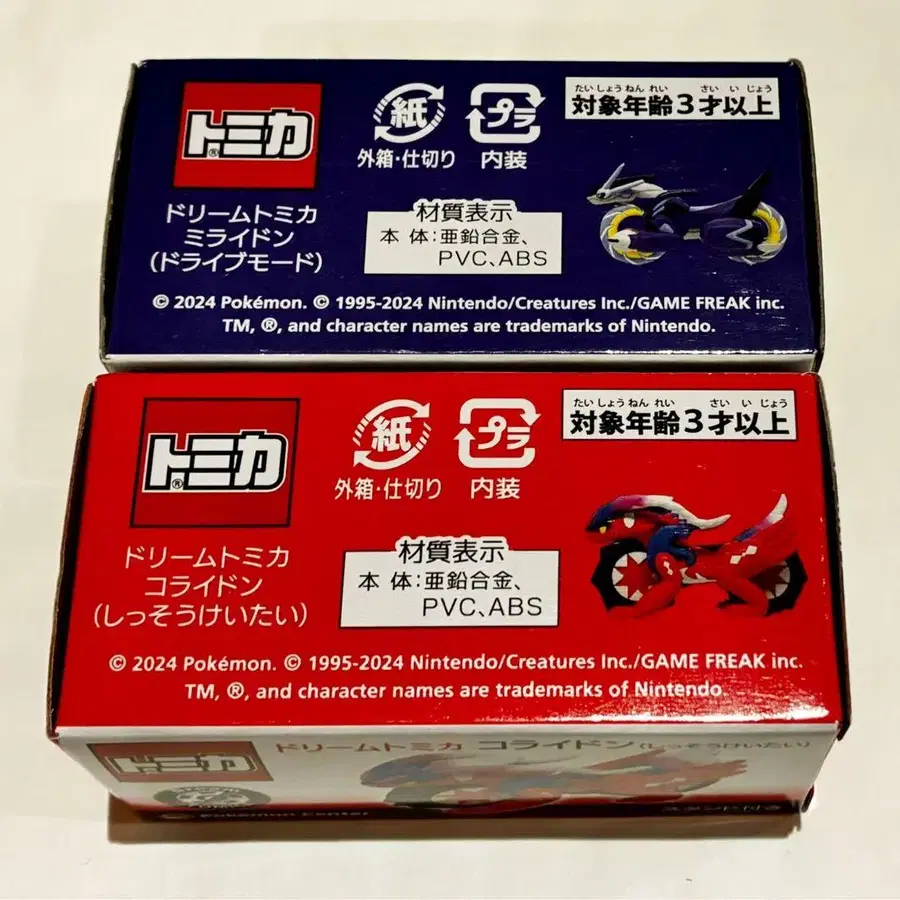 トミカ®
紙
プラ
外箱・仕切り
内装
たいしょうねんれい さいいじょう
対象年齢3才以上
ドリームトミカ
ミライドン
(ドライブモード)
材質表示
本体:亜鉛合金、
PVC、ABS
© 2024 Pokémon. © 1995-2024 Nintendo/Creatures Inc./GAME FREAK inc.
TM, ®, and character names are trademarks of Nintendo.
トミカ®
紙
プラ
外箱・仕切り
内装
たいしょうねんれい さいいじょう
対象年齢3才以上
ドリームトミカ
コライドン
(しっそうけいたい)
材質表示
本体:亜鉛合金、
PVC、ABS
© 2024 Pokémon. © 1995-2024 Nintendo/Creatures Inc./GAME FREAK inc.
TM, ®, and character names are trademarks of Nintendo.
トミカ
ドリームトミカ コライドン(しっそうけいたい)
Pokémon Center
スタンド付き